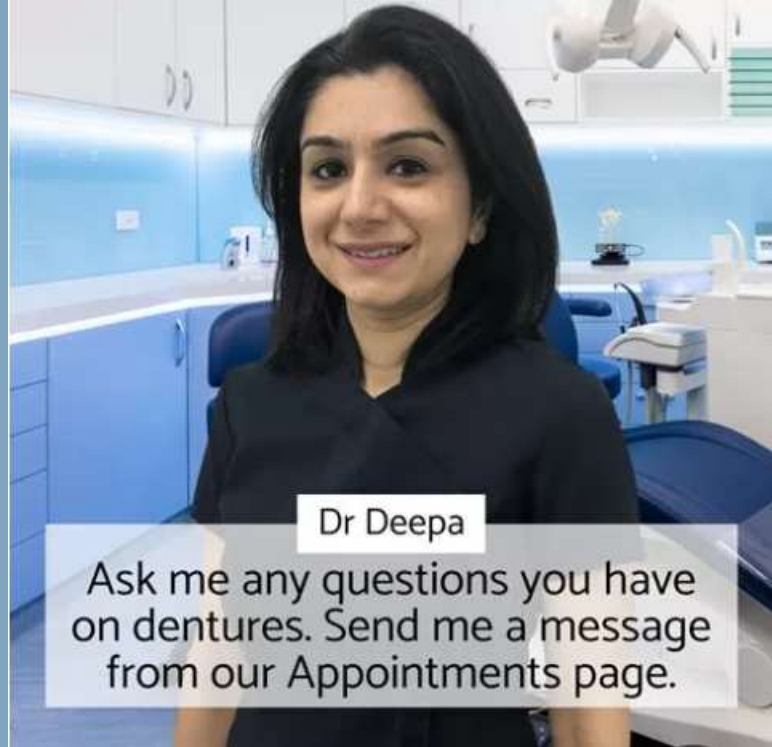 Dr Deepa
Ask me any questions you have
on dentures. Send me a message
from our Appointments page.